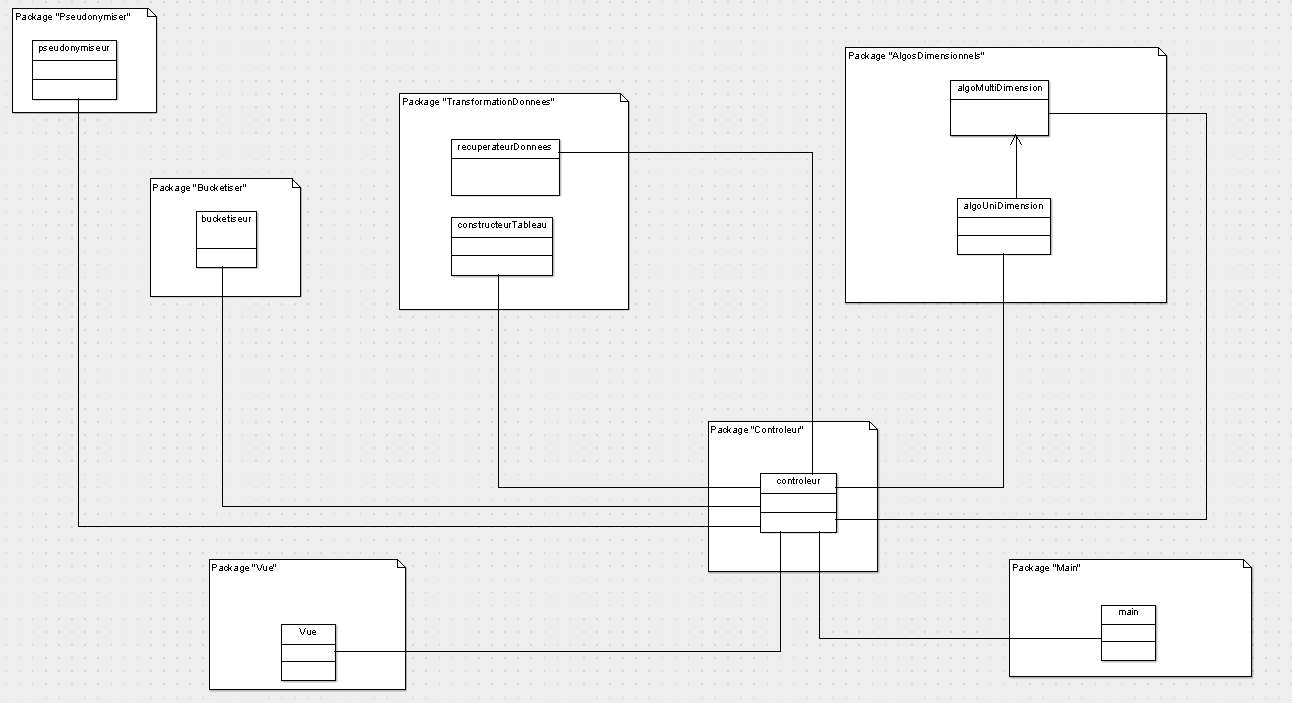 Package "Pseudonymiser"
pseudonymiseur
Package "Bucketiser"
bucketiseur
Package "TransformationDonnees"
recuperateurDonnees
constructeurTableau
Package "AlgosDimensionnels"
algoMultiDimension
algoUniDimension
Package "Controleur"
controleur
Package "Vue"
Vue
Package "Main"
main